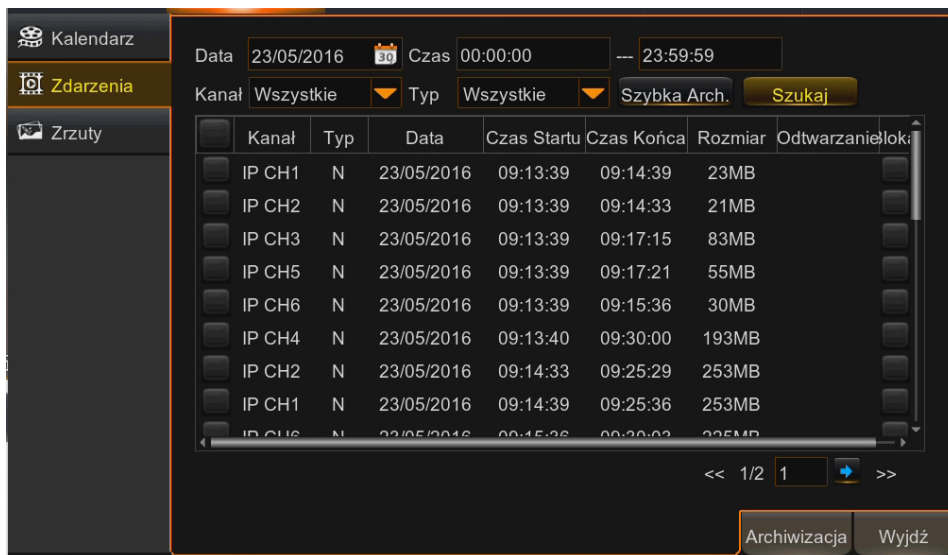 Kalendarz
Zdarzenia
Zrzuty
Data 23/05/2016 30 Czas 00:00:00 --- 23:59:59
Kanał Wszystkie Typ Wszystkie Szybka Arch. Szukaj
Kanał Typ Data Czas Startu Czas Końca Rozmiar Odtwarzanie
IP CH1 N 23/05/2016 09:13:39 09:14:39 23MB
IP CH2 N 23/05/2016 09:13:39 09:14:33 21MB
IP CH3 N 23/05/2016 09:13:39 09:17:15 83MB
IP CH5 N 23/05/2016 09:13:39 09:17:21 55MB
IP CH6 N 23/05/2016 09:13:39 09:15:36 30MB
IP CH4 N 23/05/2016 09:13:40 09:30:00 193MB
IP CH2 N 23/05/2016 09:14:33 09:25:29 253MB
IP CH1 N 23/05/2016 09:14:39 09:25:36 253MB
<< 1/2 1 >>
Archiwizacja Wyjdź